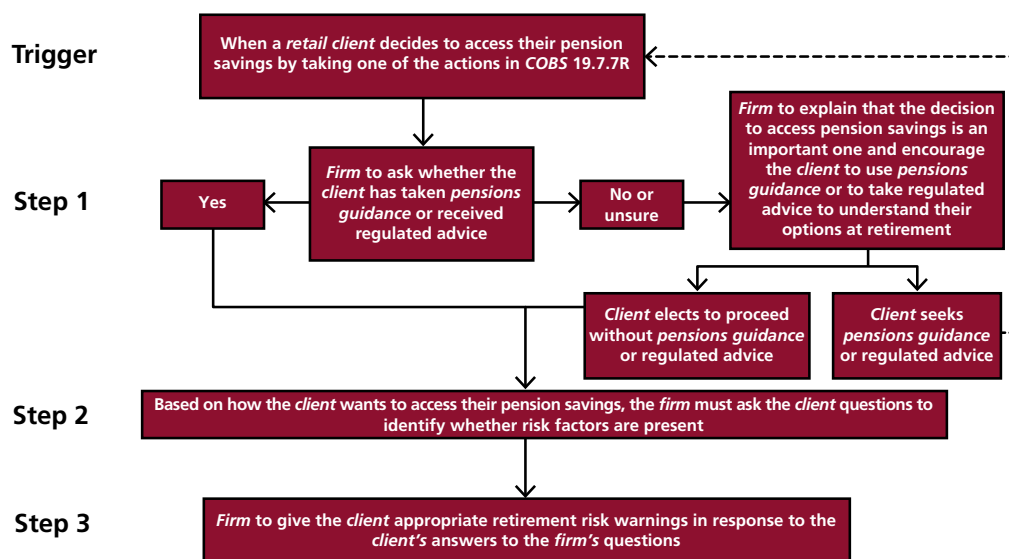 Trigger
When a retail client decides to access their pension
savings by taking one of the actions in COBS 19.7.7R
Firm to explain that the decision
to access pension savings is an
important one and encourage
the client to use pensions
guidance or to take regulated
advice to understand their
options at retirement
Step 1
Yes
Firm to ask whether the
client has taken pensions
guidance or received
regulated advice
No or
unsure
Client elects to proceed
without pensions guidance
or regulated advice
Client seeks
pensions guidance
or regulated advice
Step 2
Based on how the client wants to access their pension savings, the firm must ask the client questions to
identify whether risk factors are present
Step 3
Firm to give the client appropriate retirement risk warnings in response to the
client's answers to the firm's questions